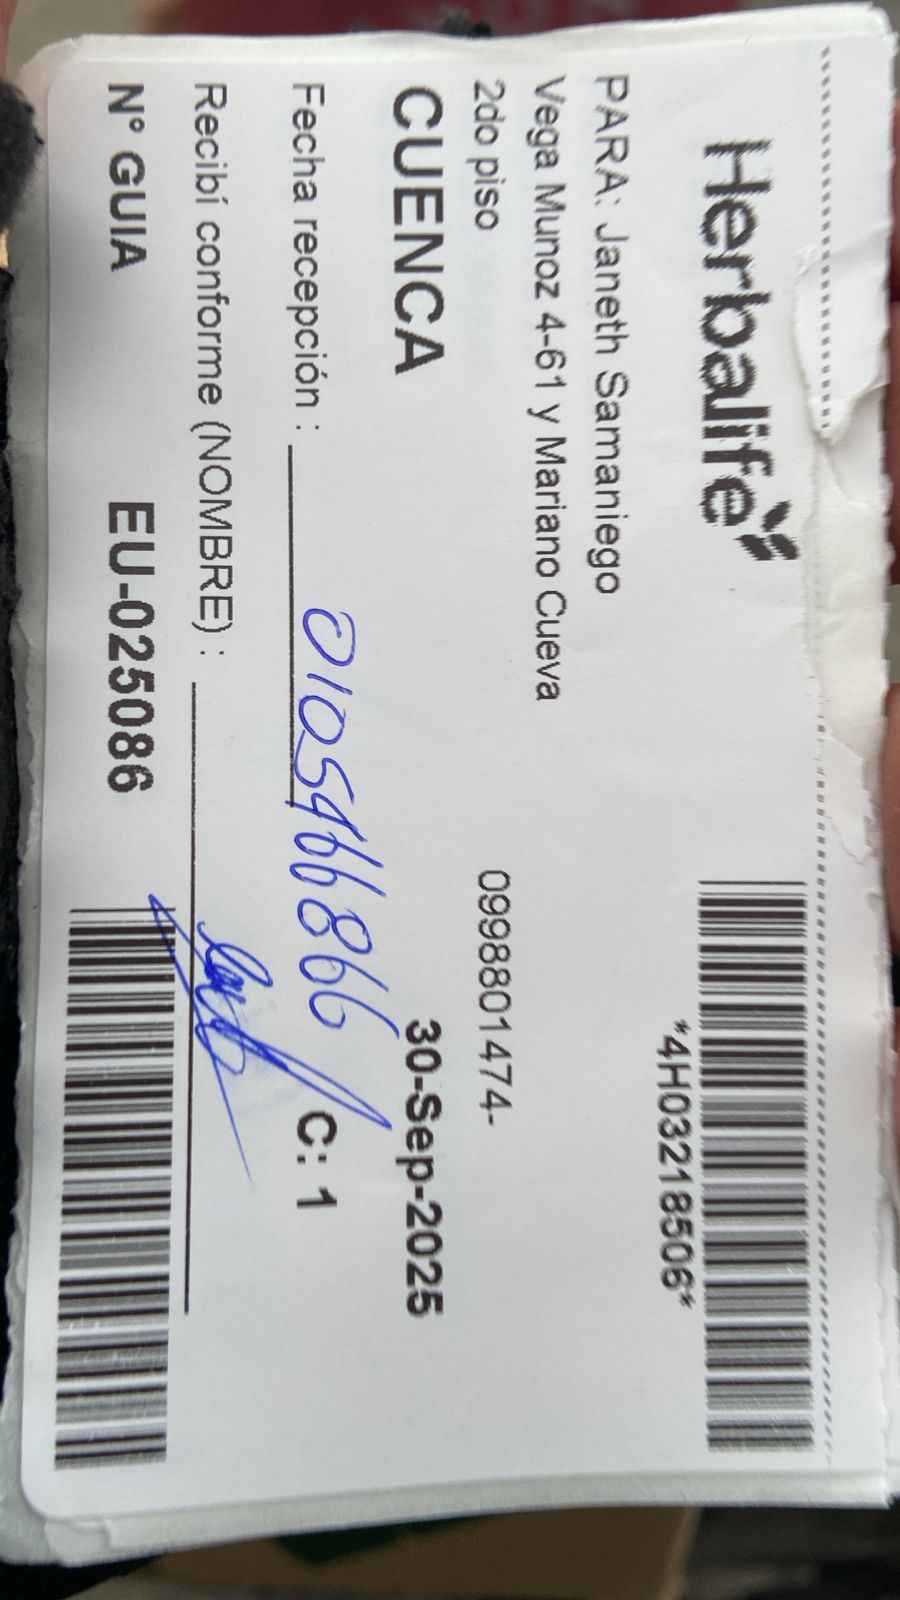 Herbalife
*4H03218506*
PARA: Janeth Samaniego
Vega Munoz 4-61 y Mariano Cueva
2do piso
0998801474-
CUENCA
30-Sep-2025
Fecha recepción :
0105466866
C: 1
Recibí conforme (NOMBRE) :
N° GUIA
EU-025086